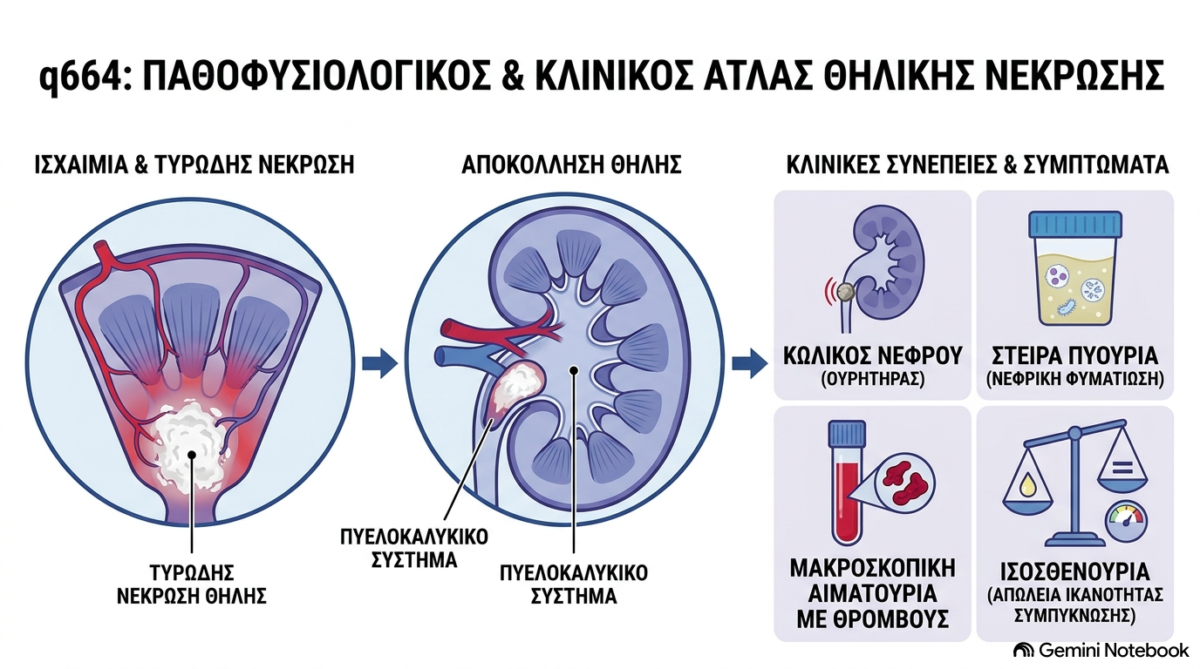 q664: ΠΑΘΟΦΥΣΙΟΛΟΓΙΚΟΣ & ΚΛΙΝΙΚΟΣ ΑΤΛΑΣ ΘΗΛΙΚΗΣ ΝΕΚΡΩΣΗΣ
ΙΣΧΑΙΜΙΑ & ΤΥΡΩΔΗΣ ΝΕΚΡΩΣΗ
ΤΥΡΩΔΗΣ
ΝΕΚΡΩΣΗ ΘΗΛΗΣ
ΑΠΟΚΟΛΛΗΣΗ ΘΗΛΗΣ
ΠΥΕΛΟΚΑΛΥΚΙΚΟ
ΣΥΣΤΗΜΑ
ΠΥΕΛΟΚΑΛΥΚΙΚΟ
ΣΥΣΤΗΜΑ
ΚΛΙΝΙΚΕΣ ΣΥΝΕΠΕΙΕΣ & ΣΥΜΠΤΩΜΑΤΑ
ΚΩΛΙΚΟΣ ΝΕΦΡΟΥ
(ΟΥΡΗΤΗΡΑΣ)
ΣΤΕΙΡΑ ΠΥΟΥΡΙΑ
(ΝΕΦΡΙΚΗ ΦΥΜΑΤΙΩΣΗ)
ΜΑΚΡΟΣΚΟΠΙΚΗ
ΑΙΜΑΤΟΥΡΙΑ
ΜΕ ΘΡΟΜΒΟΥΣ
ΙΣΟΣΘΕΝΟΥΡΙΑ
(ΑΠΩΛΕΙΑ ΙΚΑΝΟΤΗΤΑΣ
ΣΥΜΠΥΚΝΩΣΗΣ)
Gemini Notebook